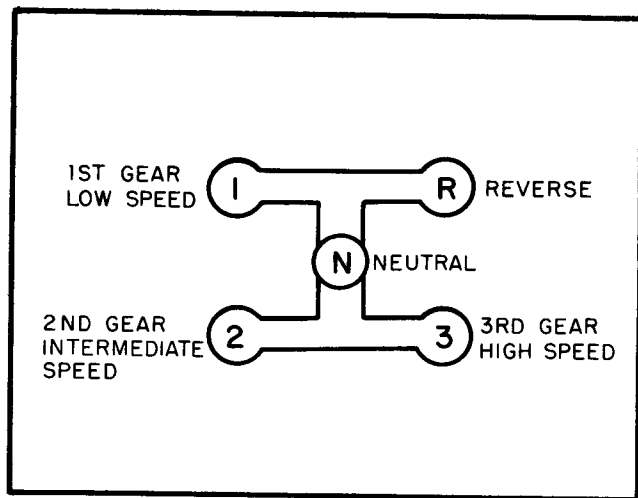 1ST GEAR
LOW SPEED
1
R
REVERSE
N
NEUTRAL
2ND GEAR
INTERMEDIATE
SPEED
2
3
3RD GEAR
HIGH SPEED